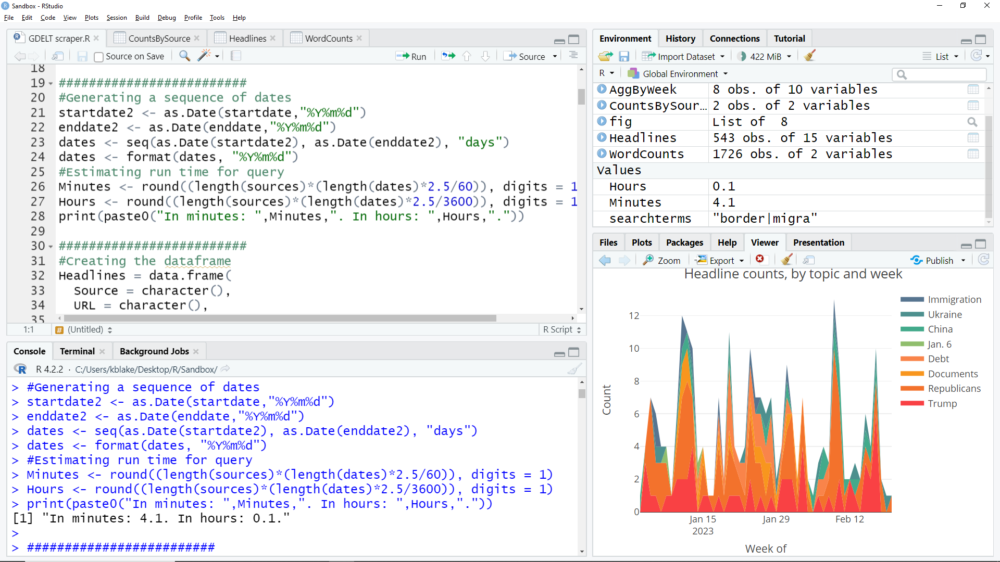 Sandbox - RStudio
File Edit Code View Plots Session Build Debug Profile Tools Help
GDELT scraper.R CountsBySource Headlines WordCounts
Source on Save Run Source
18
19 #########################
20 #Generating a sequence of dates
21 startdate2 <- as.Date(startdate,"%Y%m%d")
22 enddate2 <- as.Date(enddate,"%Y%m%d")
23 dates <- seq(as.Date(startdate2), as.Date(enddate2), "days")
24 dates <- format(dates, "%Y%m%d")
25 #Estimating run time for query
26 Minutes <- round((length(sources)*(length(dates)*2.5/60)), digits = 1
27 Hours <- round((length(sources)*(length(dates)*2.5/3600)), digits = 1
28 print(paste0("In minutes: ",Minutes,". In hours: ",Hours,"."))
29
30 #########################
31 #Creating the dataframe
32 Headlines = data.frame(
33 Source = character(),
34 URL = character(),
35
1:1 # (Untitled) R Script
Console Terminal Background Jobs
R R 4.2.2 · C:/Users/kblake/Desktop/R/Sandbox/
> #Generating a sequence of dates
> startdate2 <- as.Date(startdate,"%Y%m%d")
> enddate2 <- as.Date(enddate,"%Y%m%d")
> dates <- seq(as.Date(startdate2), as.Date(enddate2), "days")
> dates <- format(dates, "%Y%m%d")
> #Estimating run time for query
> Minutes <- round((length(sources)*(length(dates)*2.5/60)), digits = 1)
> Hours <- round((length(sources)*(length(dates)*2.5/3600)), digits = 1)
> print(paste0("In minutes: ",Minutes,". In hours: ",Hours,"."))
[1] "In minutes: 4.1. In hours: 0.1."
>
> #########################
Environment History Connections Tutorial
Import Dataset 422 MiB List
R Global Environment
AggByWeek 8 obs. of 10 variables
CountsBySour… 2 obs. of 2 variables
fig List of 8
Headlines 543 obs. of 15 variables
WordCounts 1726 obs. of 2 variables
Values
Hours 0.1
Minutes 4.1
searchterms "border|migra"
Files Plots Packages Help Viewer Presentation
Zoom Export Publish
Headline counts, by topic and week
Immigration
Ukraine
China
Jan. 6
Debt
Documents
Republicans
Trump
Count
12
10
8
6
4
2
0
Jan 15 Jan 29 Feb 12
2023
Week of